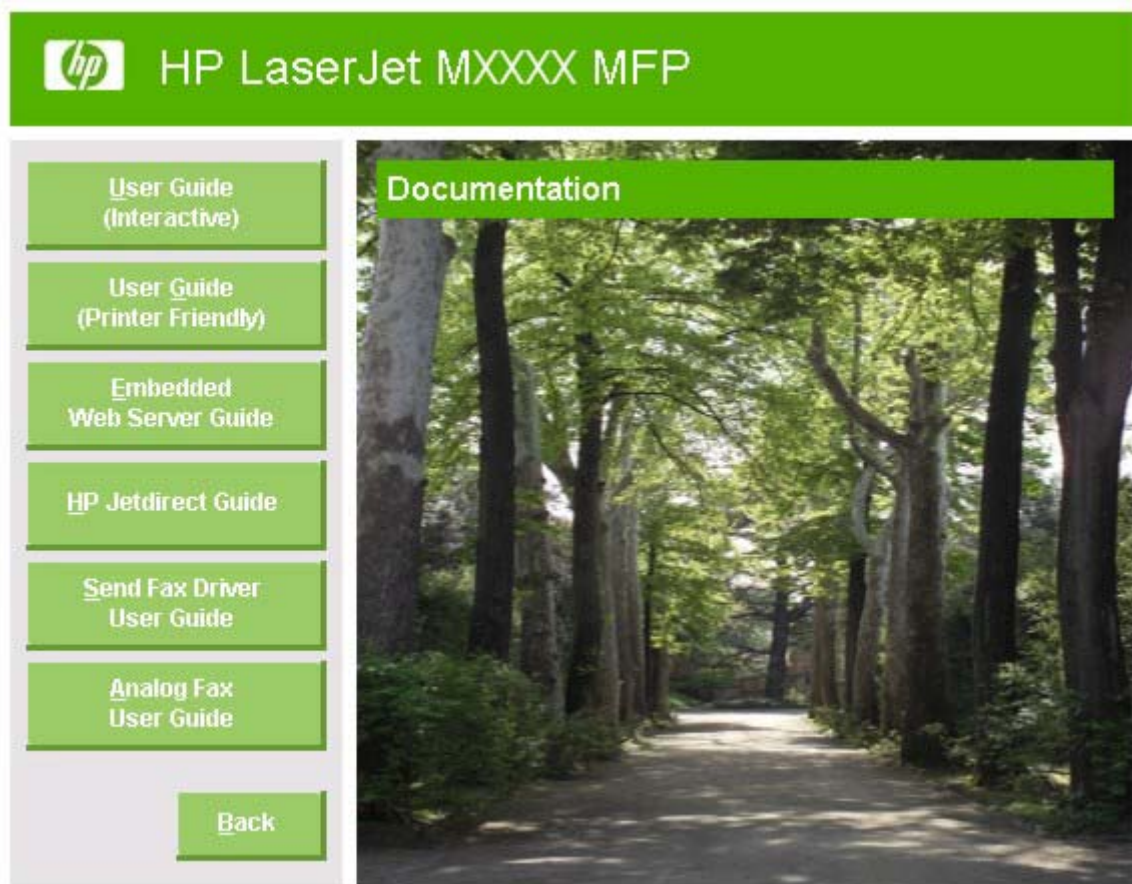 hp
HP LaserJet MXXXX MFP
User Guide
(Interactive)
User Guide
(Printer Friendly)
Embedded
Web Server Guide
HP Jetdirect Guide
Send Fax Driver
User Guide
Analog Fax
User Guide
Back
Documentation